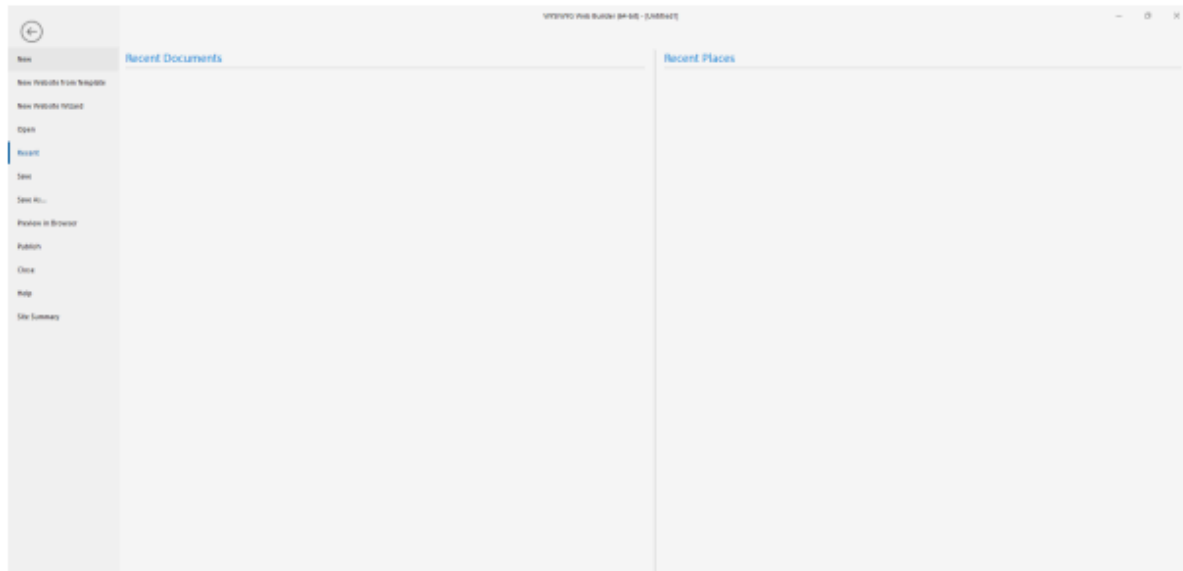 WYSIWYG Web Builder (64-bit) - [Untitled1]
New
New Website from Template
New Website Wizard
Open
Recent
Save
Save As...
Preview in Browser
Publish
Close
Help
Site Summary
Recent Documents
Recent Places